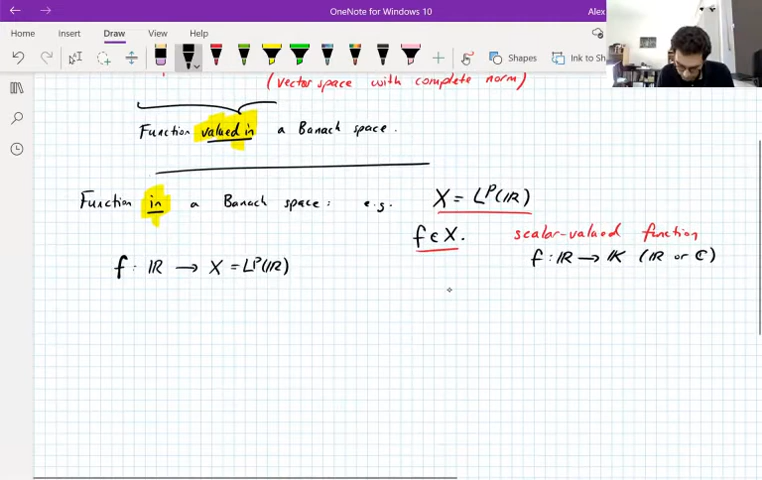 OneNote for Windows 10
Alex
Home Insert Draw View Help
Shapes Ink to Sh
(vector space with complete norm)
Function valued in a Banach space.
Function in a Banach space: e.g. X = L^p(ℝ)
f ∈ X. scalar-valued function
f : ℝ → X = L^p(ℝ) f : ℝ → 𝕂 (ℝ or ℂ)